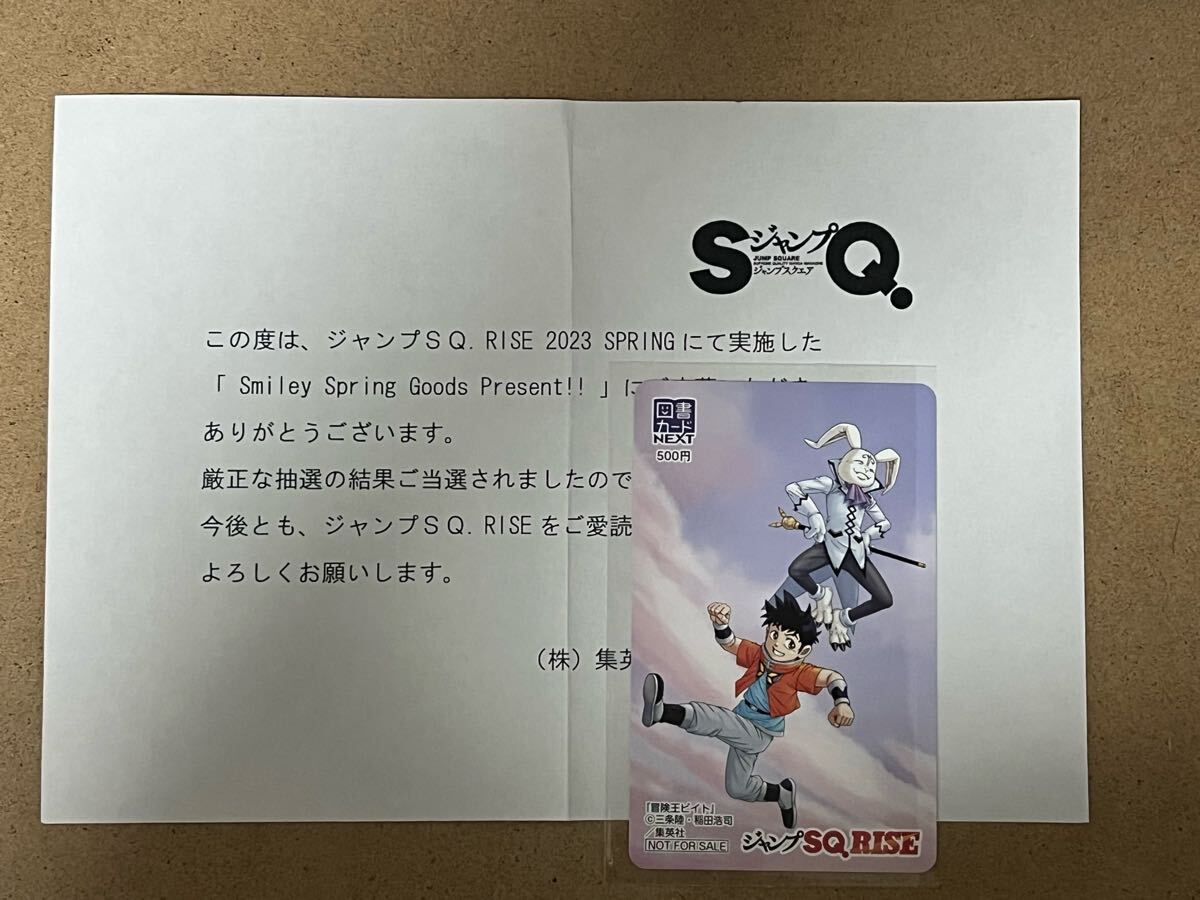 SジャンプQ.
JUMP SQUARE
SUPREME QUALITY MANGA MAGAZINE
ジャンプスクエア
この度は、ジャンプＳＱ. RISE 2023 SPRINGにて実施した
「 Smiley Spring Goods Present!! 」に
ありがとうございます。
厳正な抽選の結果ご当選されましたので
今後とも、ジャンプＳＱ. RISEをご愛読
よろしくお願いします。
（株）集英
図書
カード
NEXT
500円
「冒険王ビィト」
©三条陸・稲田浩司
／集英社
NOT FOR SALE
ジャンプSQ.RISE